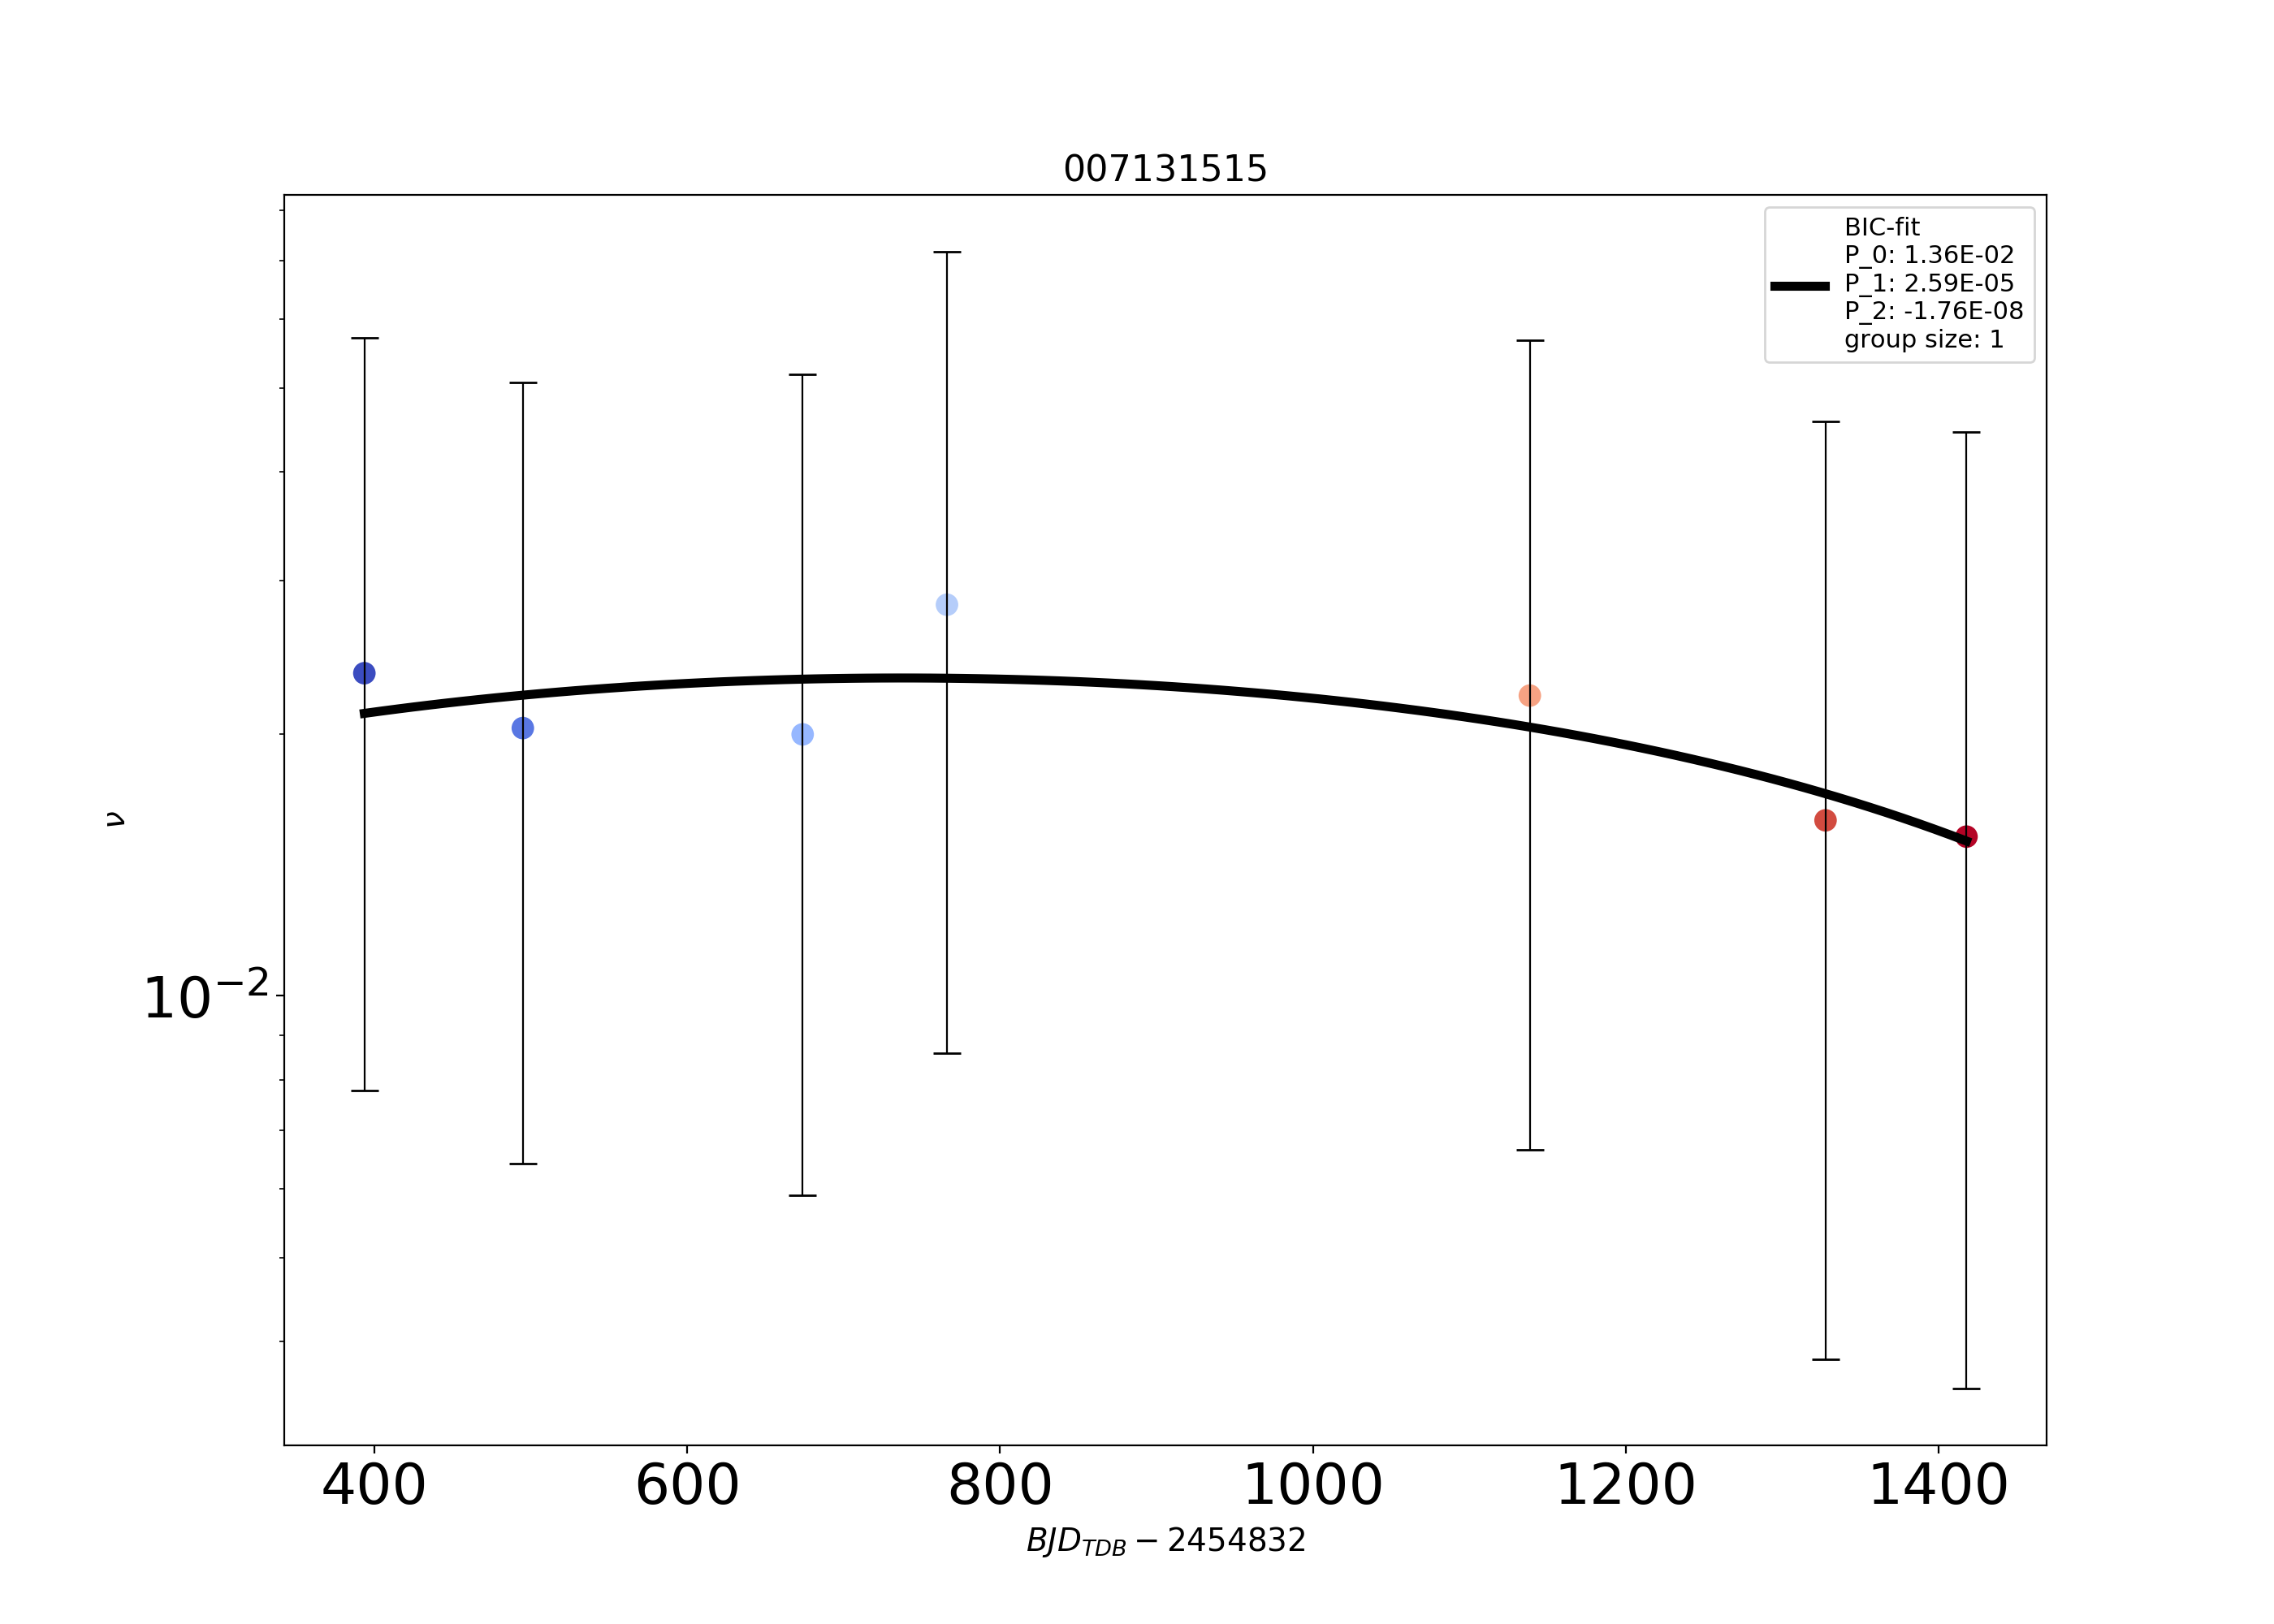 007131515
BIC-fit
P_0: 1.36E-02
P_1: 2.59E-05
P_2: -1.76E-08
group size: 1
ν
10⁻²
400 600 800 1000 1200 1400
BJD_TDB − 2454832